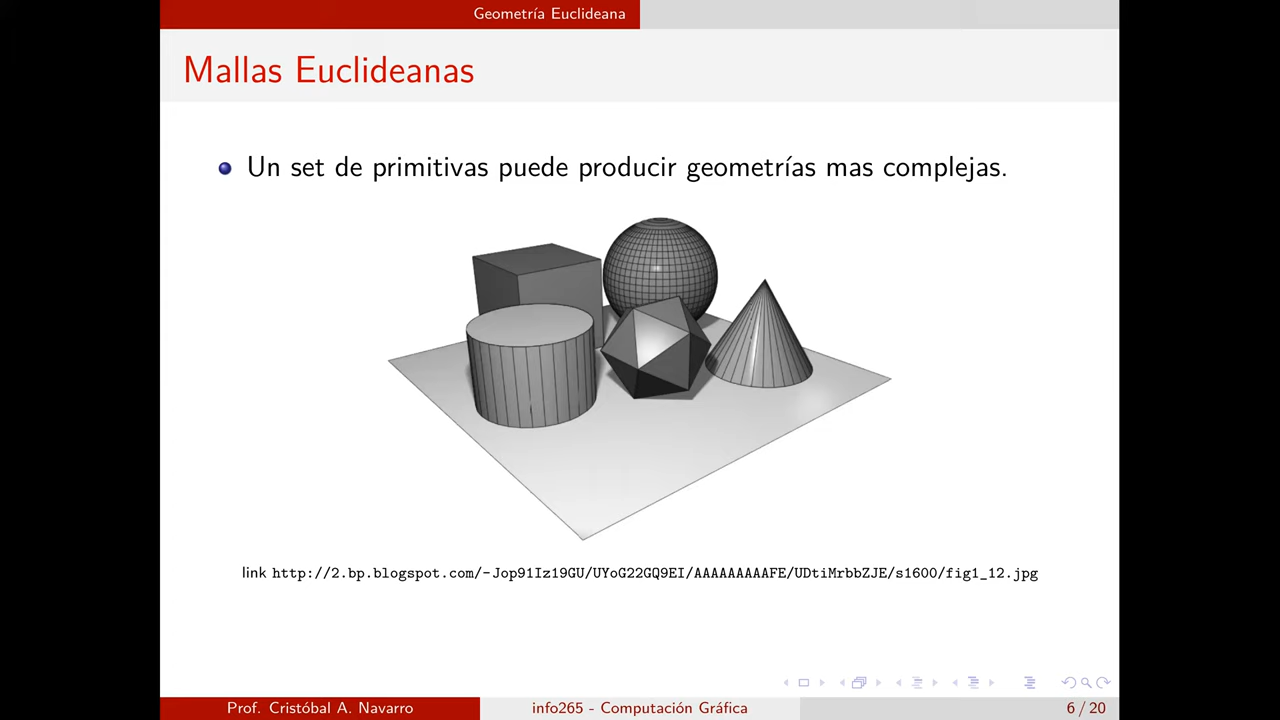 Geometría Euclideana
Mallas Euclideanas
Un set de primitivas puede producir geometrías mas complejas.
link http://2.bp.blogspot.com/-Jop91Iz19GU/UYoG22GQ9EI/AAAAAAAAAFE/UDtiMrbbZJE/s1600/fig1_12.jpg
Prof. Cristóbal A. Navarro
info265 - Computación Gráfica
6 / 20